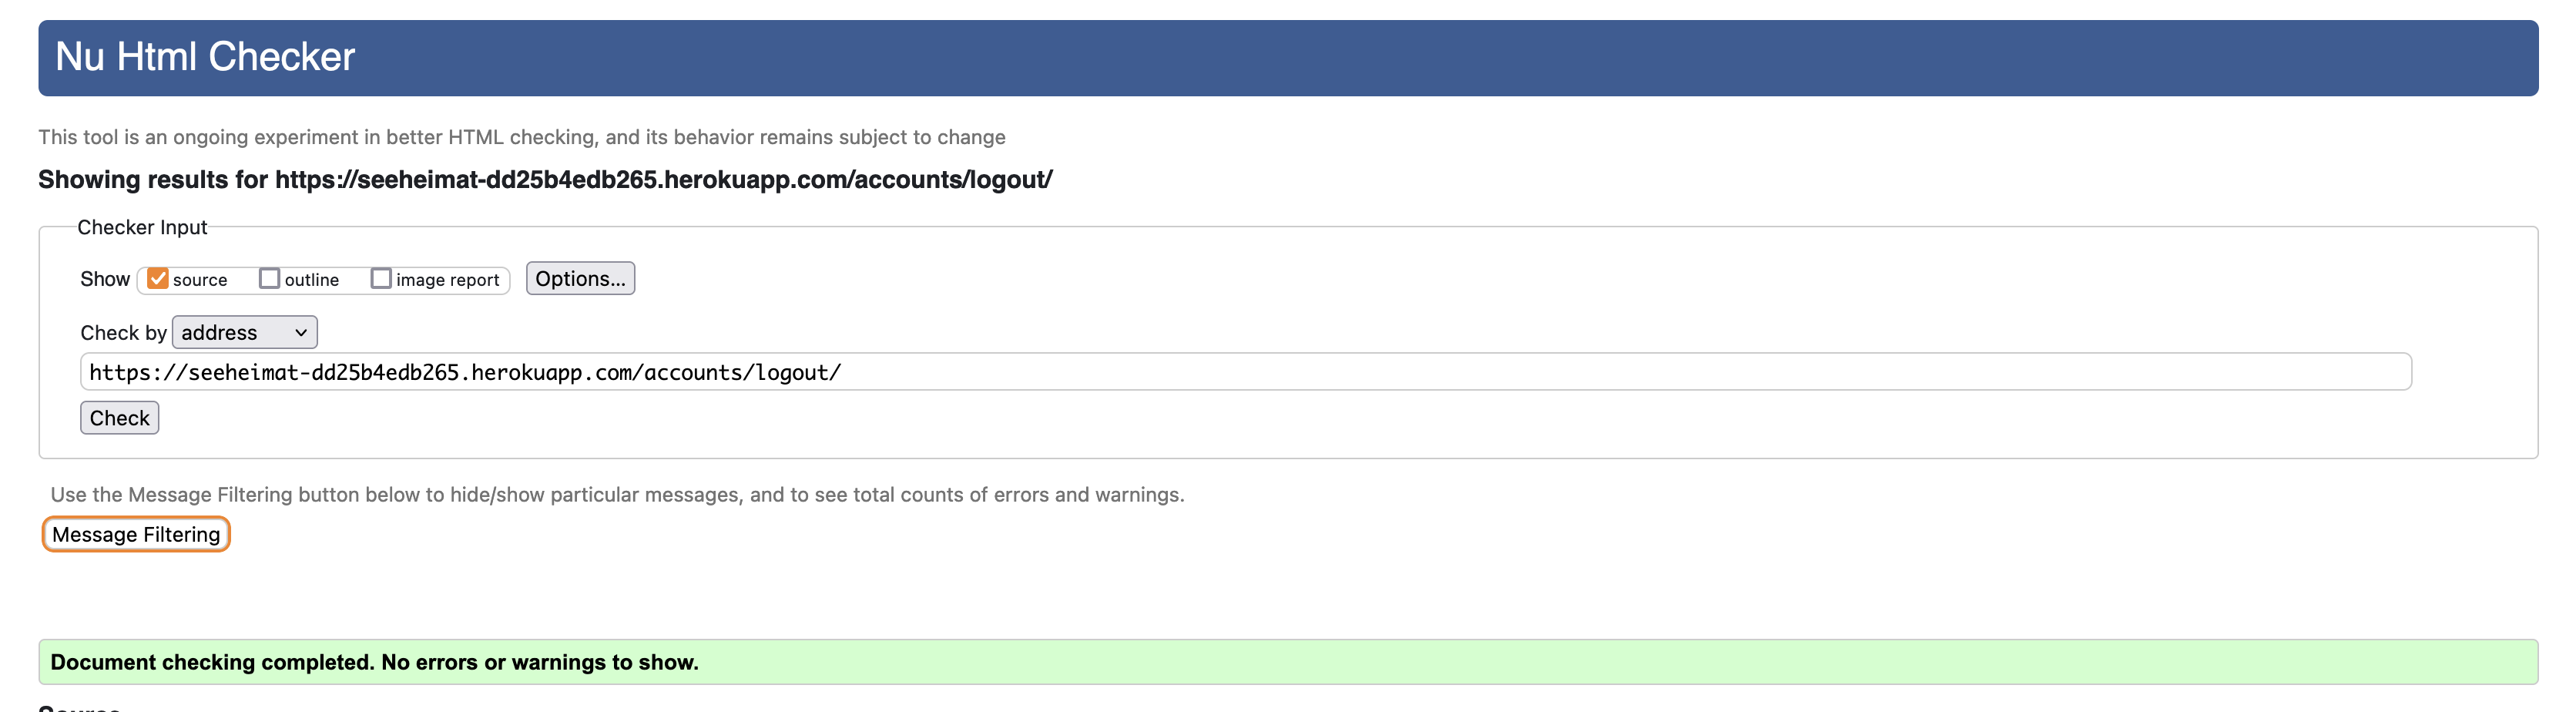 Nu Html Checker
This tool is an ongoing experiment in better HTML checking, and its behavior remains subject to change
Showing results for https://seeheimat-dd25b4edb265.herokuapp.com/accounts/logout/
Checker Input
Show source outline image report Options...
Check by address
https://seeheimat-dd25b4edb265.herokuapp.com/accounts/logout/
Check
Use the Message Filtering button below to hide/show particular messages, and to see total counts of errors and warnings.
Message Filtering
Document checking completed. No errors or warnings to show.